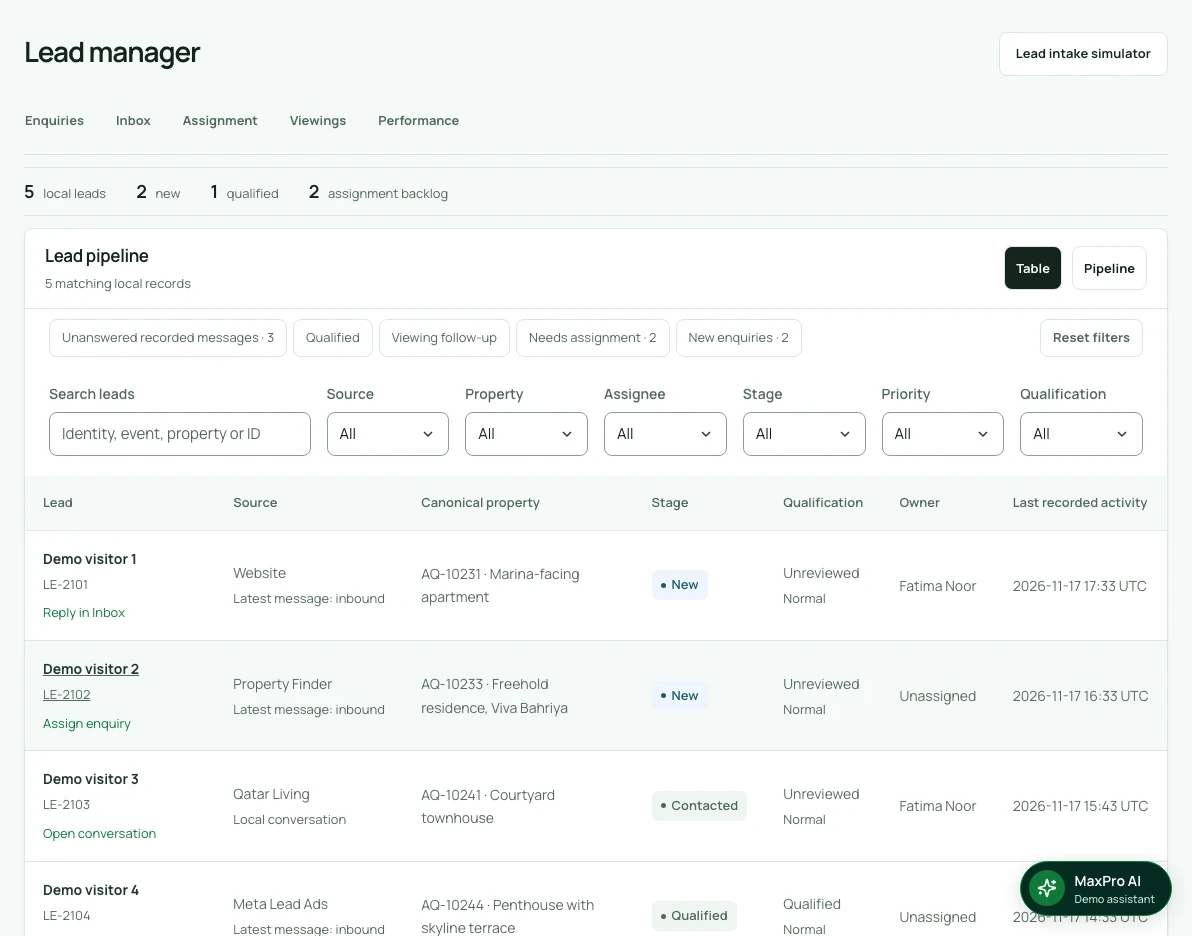 Lead manager
Lead intake simulator
Enquiries
Inbox
Assignment
Viewings
Performance
5 local leads
2 new
1 qualified
2 assignment backlog
Lead pipeline
5 matching local records
Table
Pipeline
Unanswered recorded messages · 3
Qualified
Viewing follow-up
Needs assignment · 2
New enquiries · 2
Reset filters
Search leads
Source
Property
Assignee
Stage
Priority
Qualification
Identity, event, property or ID
All
All
All
All
All
All
Lead
Source
Canonical property
Stage
Qualification
Owner
Last recorded activity
Demo visitor 1
LE-2101
Reply in Inbox
Website
Latest message: inbound
AQ-10231 · Marina-facing
apartment
New
Unreviewed
Normal
Fatima Noor
2026-11-17 17:33 UTC
Demo visitor 2
LE-2102
Assign enquiry
Property Finder
Latest message: inbound
AQ-10233 · Freehold
residence, Viva Bahriya
New
Unreviewed
Normal
Unassigned
2026-11-17 16:33 UTC
Demo visitor 3
LE-2103
Open conversation
Qatar Living
Local conversation
AQ-10241 · Courtyard
townhouse
Contacted
Unreviewed
Normal
Fatima Noor
2026-11-17 15:43 UTC
Demo visitor 4
LE-2104
Meta Lead Ads
Latest message: inbound
AQ-10244 · Penthouse with
skyline terrace
Qualified
Qualified
Normal
Unassigned
2026-11-17 14:33 UTC
MaxPro AI
Demo assistant